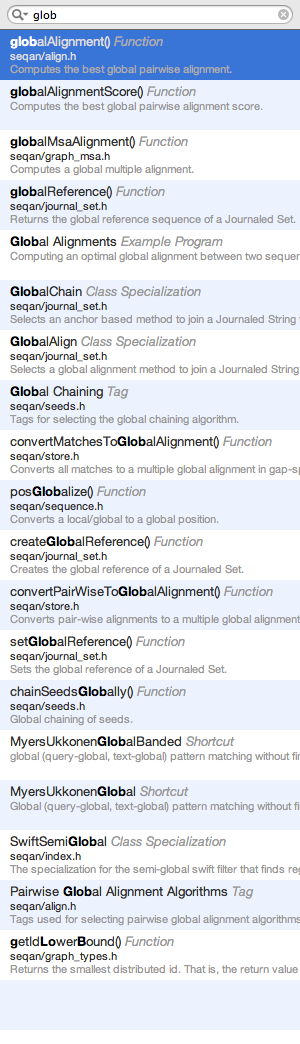 glob
globalAlignment() Function
seqan/align.h
Computes the best global pairwise alignment.
globalAlignmentScore() Function
Computes the best global pairwise alignment score.
globalMsaAlignment() Function
seqan/graph_msa.h
Computes a global multiple alignment.
globalReference() Function
seqan/journal_set.h
Returns the global reference sequence of a Journaled Set.
Global Alignments Example Program
Computing an optimal global alignment between two sequen
GlobalChain Class Specialization
seqan/journal_set.h
Selects an anchor based method to join a Journaled String
GlobalAlign Class Specialization
seqan/journal_set.h
Selects a global alignment method to join a Journaled String
Global Chaining Tag
seqan/seeds.h
Tags for selecting the global chaining algorithm.
convertMatchesToGlobalAlignment() Function
seqan/store.h
Converts all matches to a multiple global alignment in gap-sp
posGlobalize() Function
seqan/sequence.h
Converts a local/global to a global position.
createGlobalReference() Function
seqan/journal_set.h
Creates the global reference of a Journaled Set.
convertPairWiseToGlobalAlignment() Function
seqan/store.h
Converts pair-wise alignments to a multiple global alignment
setGlobalReference() Function
seqan/journal_set.h
Sets the global reference of a Journaled Set.
chainSeedsGlobally() Function
seqan/seeds.h
Global chaining of seeds.
MyersUkkonenGlobalBanded Shortcut
global (query-global, text-global) pattern matching without fi
MyersUkkonenGlobal Shortcut
Global (query-global, text-global) pattern matching without fi
SwiftSemiGlobal Class Specialization
seqan/index.h
The specialization for the semi-global swift filter that finds re
Pairwise Global Alignment Algorithms Tag
seqan/align.h
Tags used for selecting pairwise global alignment algorithms
getIdLowerBound() Function
seqan/graph_types.h
Returns the smallest distributed id. That is, the return value